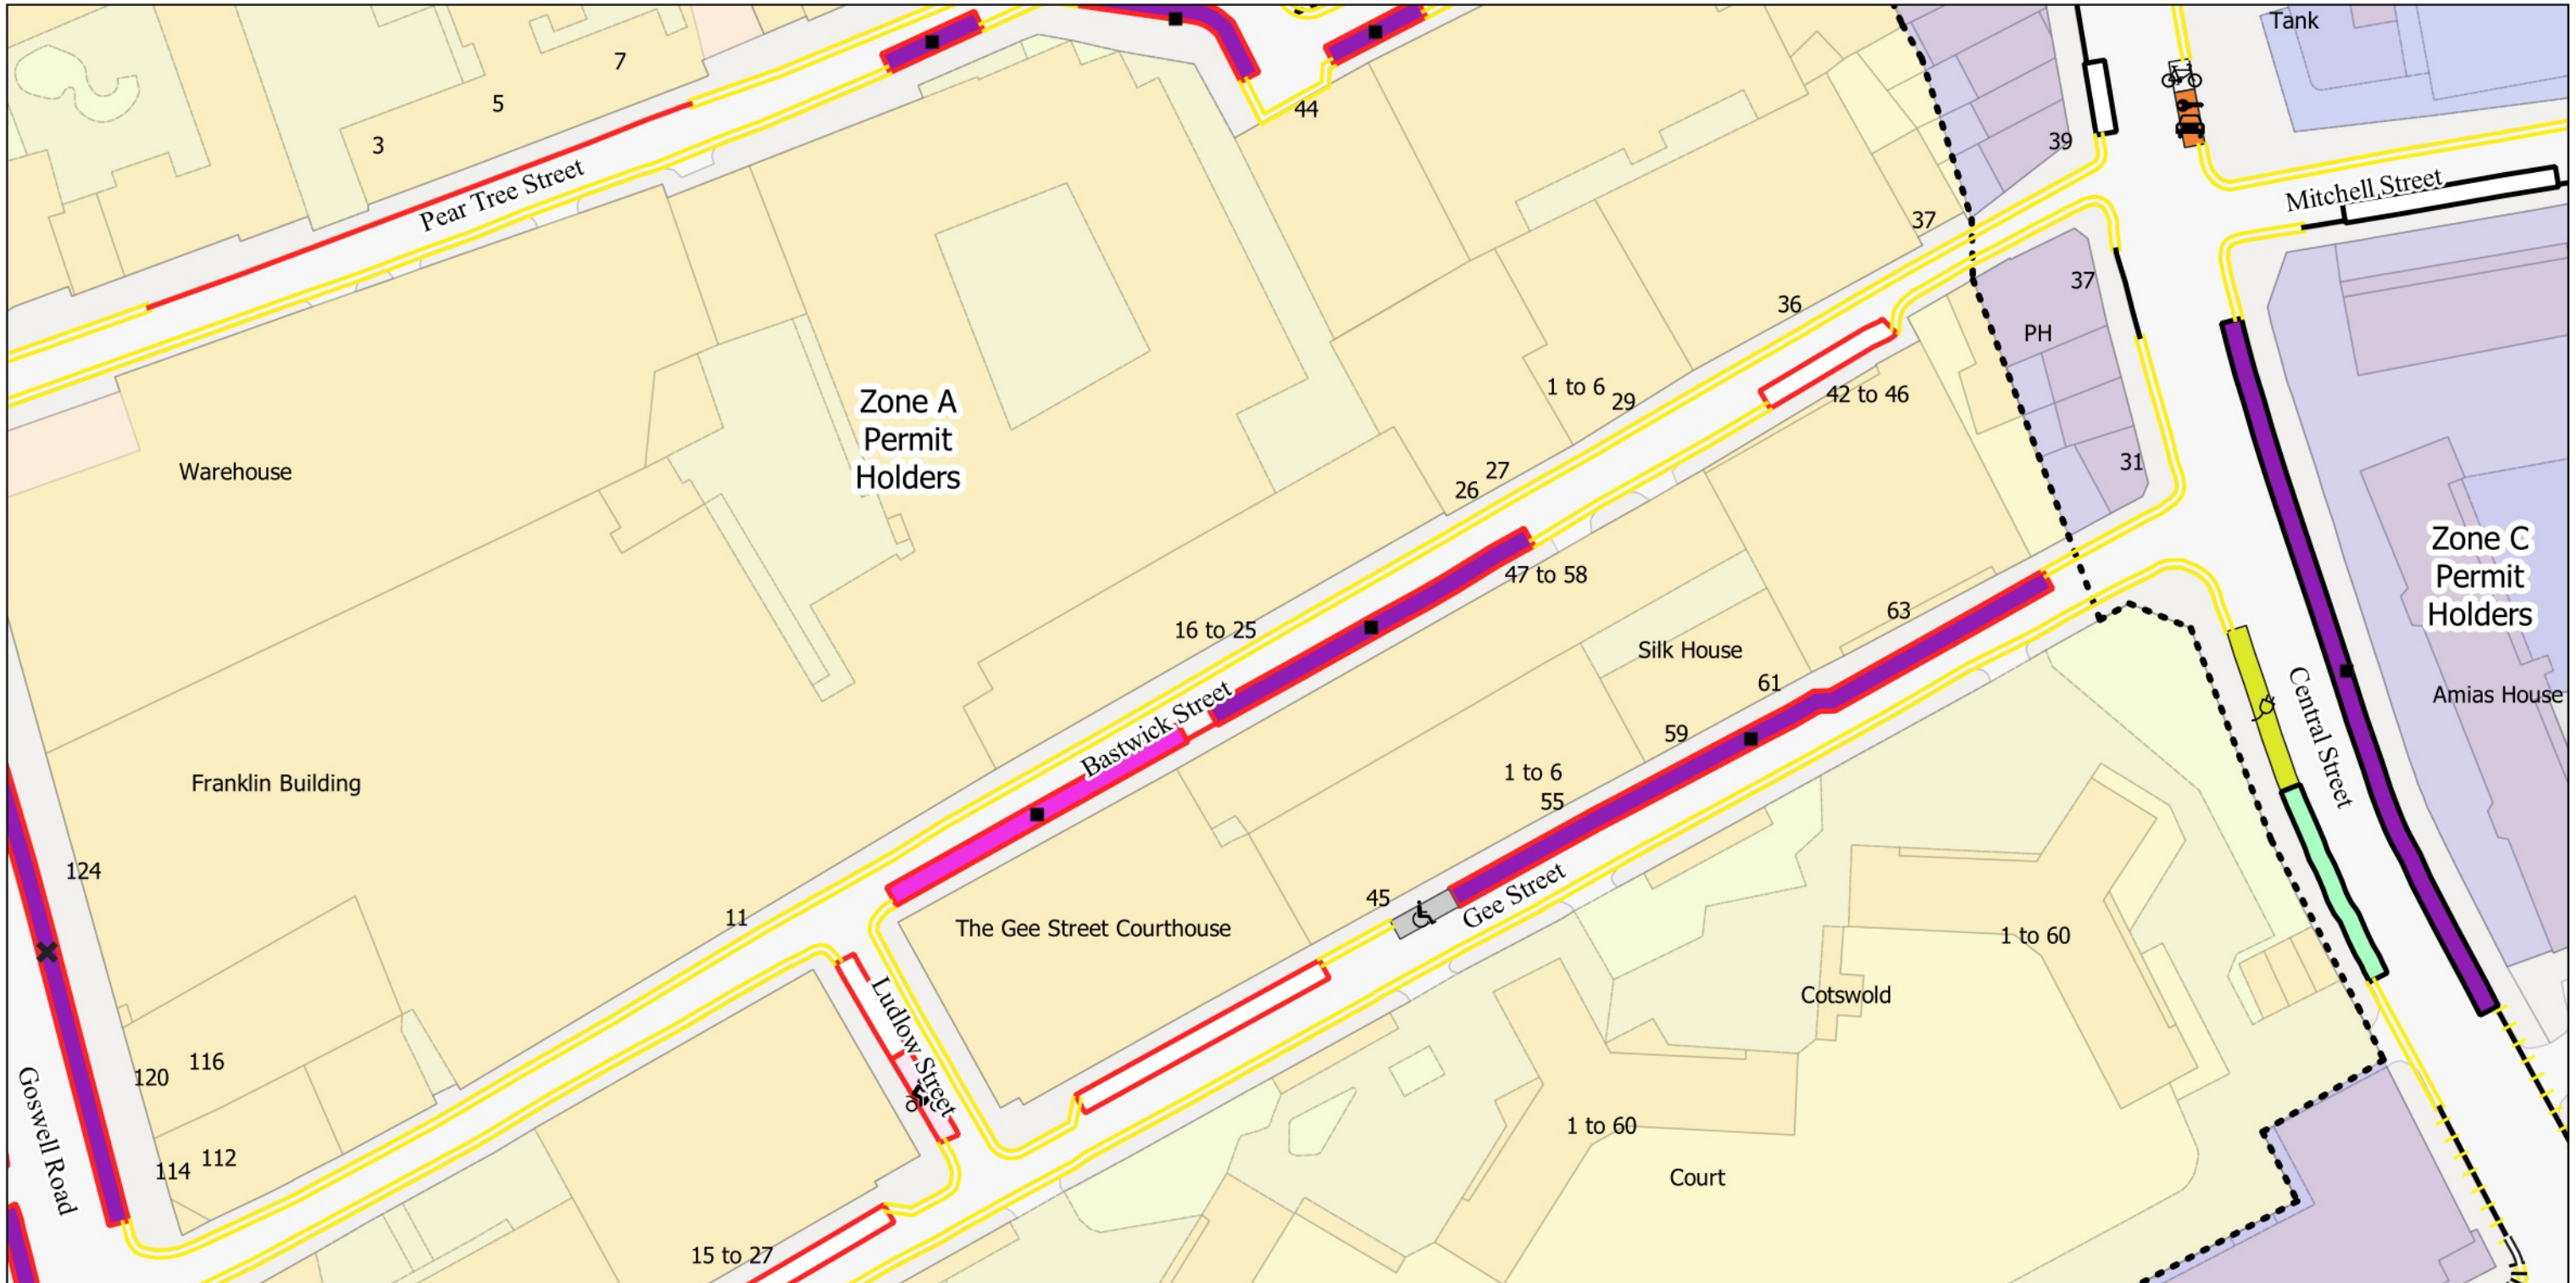 Tank
7
5
3
44
39
Pear Tree Street
Mitchell Street
37
37
36
PH
1 to 6
29
42 to 46
Zone A
Permit
Holders
31
Warehouse
27
26
47 to 58
Zone C
Permit
Holders
63
16 to 25
Silk House
61
Amias House
Bastwick Street
59
Central Street
1 to 6
55
Franklin Building
124
45
Gee Street
11
The Gee Street Courthouse
1 to 60
Cotswold
Ludlow Street
116
120
1 to 60
Goswell Road
112
114
Court
15 to 27